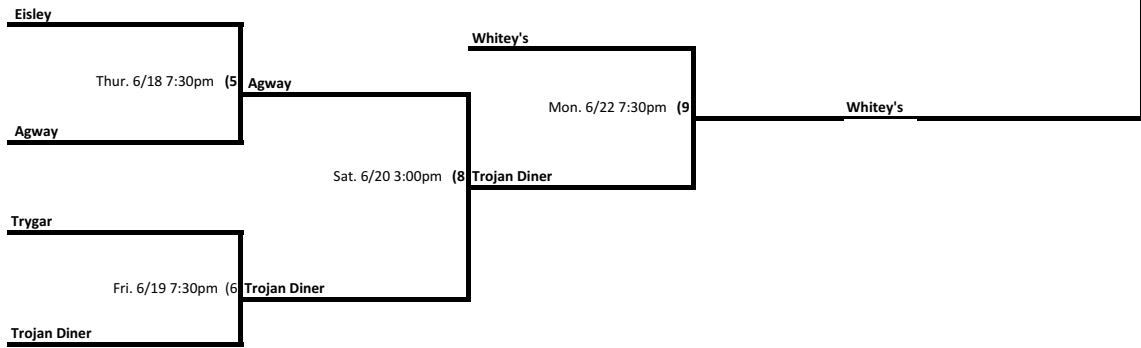 Eisley
Whitey's
Thur. 6/18 7:30pm (5 Agway
Mon. 6/22 7:30pm (9
Whitey's
Agway
Sat. 6/20 3:00pm (8 Trojan Diner
Trygar
Fri. 6/19 7:30pm (6 Trojan Diner
Trojan Diner